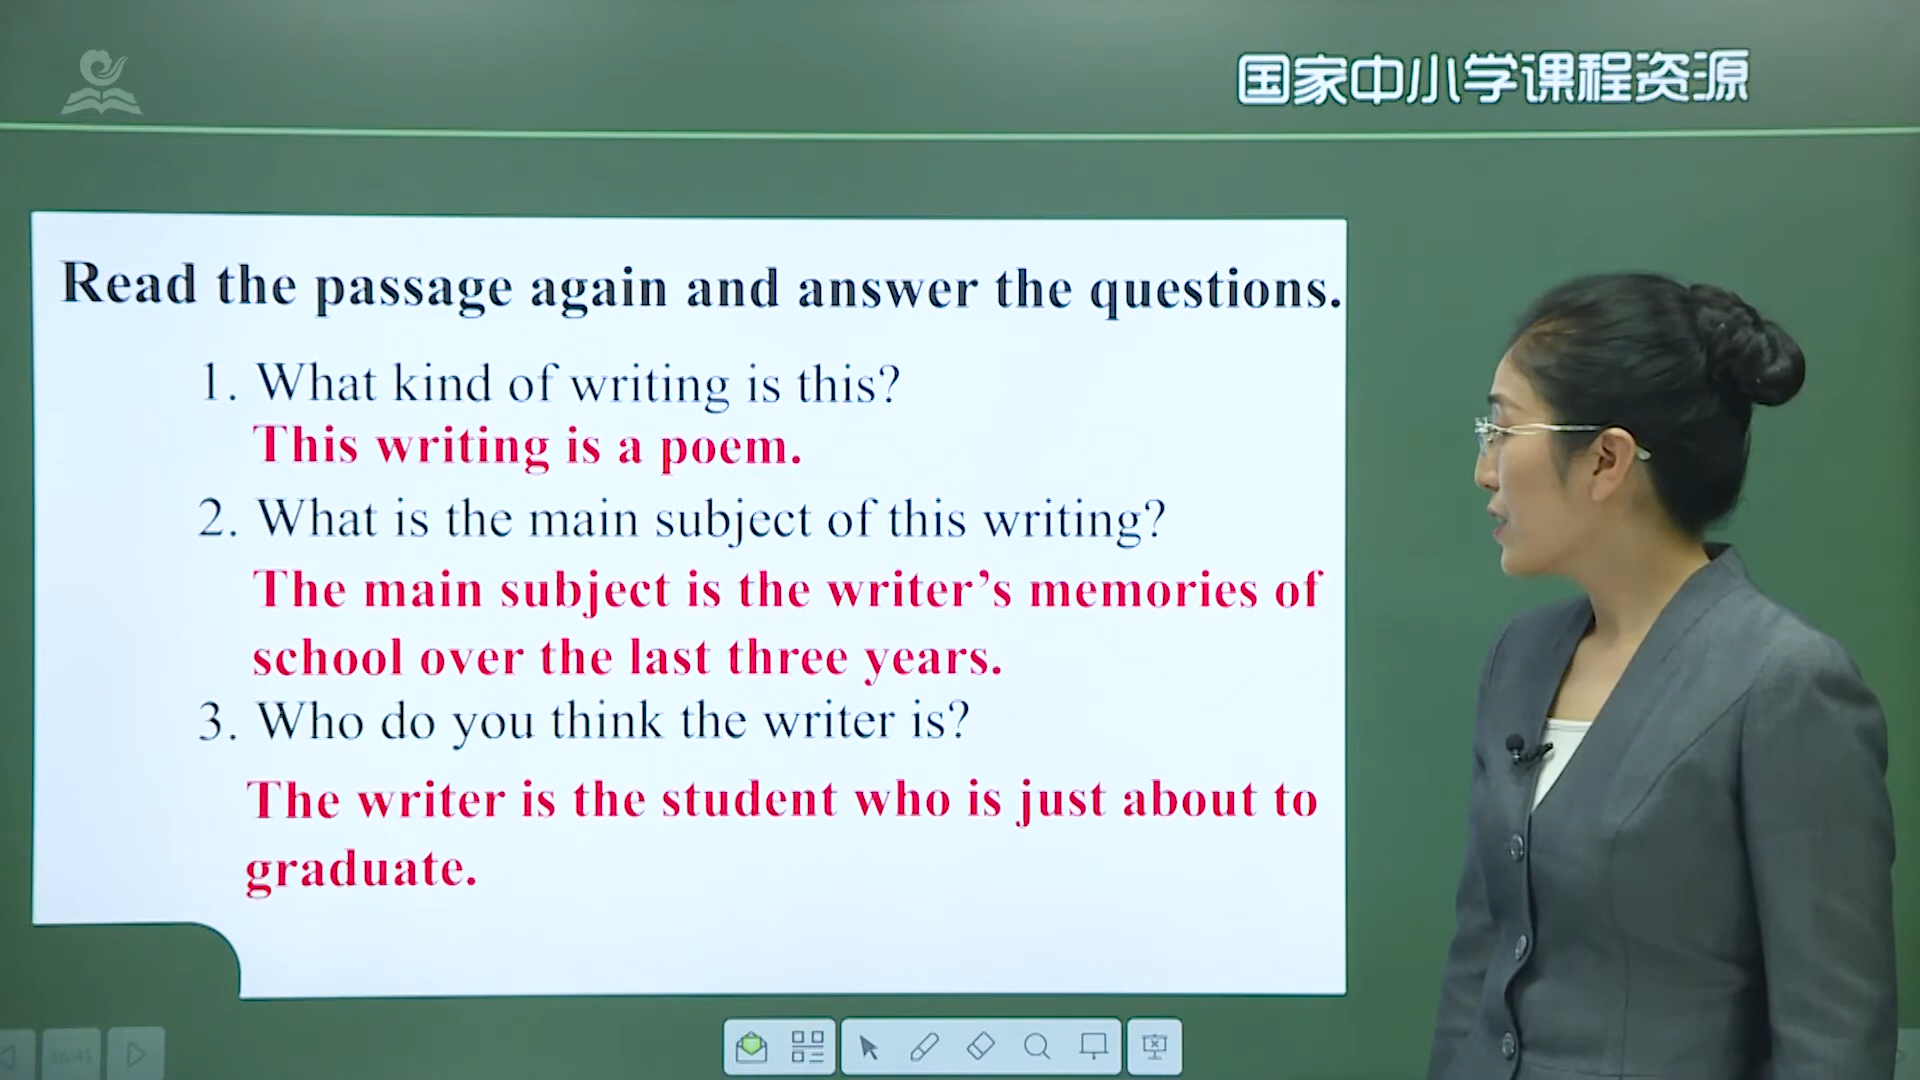 国家中小学课程资源
Read the passage again and answer the questions.
1. What kind of writing is this?
This writing is a poem.
2. What is the main subject of this writing?
The main subject is the writer’s memories of
school over the last three years.
3. Who do you think the writer is?
The writer is the student who is just about to
graduate.